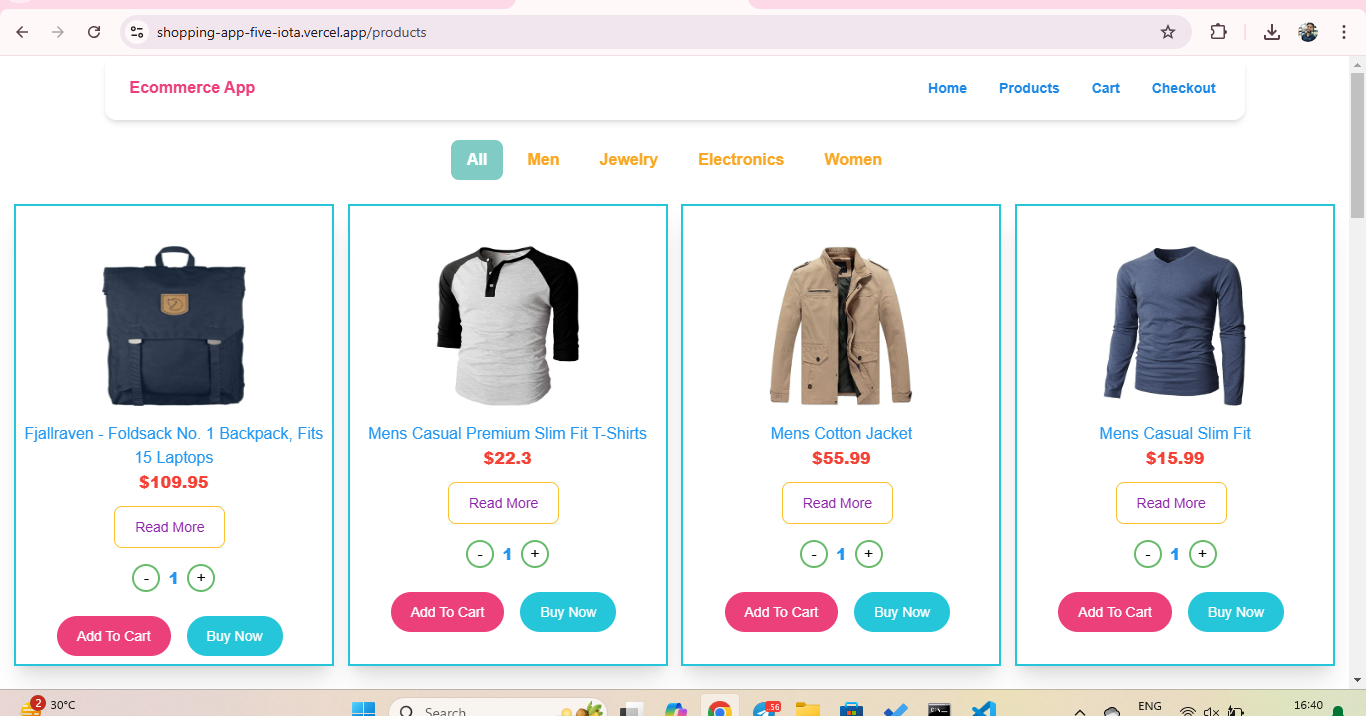 shopping-app-five-iota.vercel.app/products
Ecommerce App
Home Products Cart Checkout
All Men Jewelry Electronics Women
Fjallraven - Foldsack No. 1 Backpack, Fits
15 Laptops
$109.95
Read More
- 1 +
Add To Cart Buy Now
Mens Casual Premium Slim Fit T-Shirts
$22.3
Read More
- 1 +
Add To Cart Buy Now
Mens Cotton Jacket
$55.99
Read More
- 1 +
Add To Cart Buy Now
Mens Casual Slim Fit
$15.99
Read More
- 1 +
Add To Cart Buy Now
2 30°C
Search
56
ENG
16:40